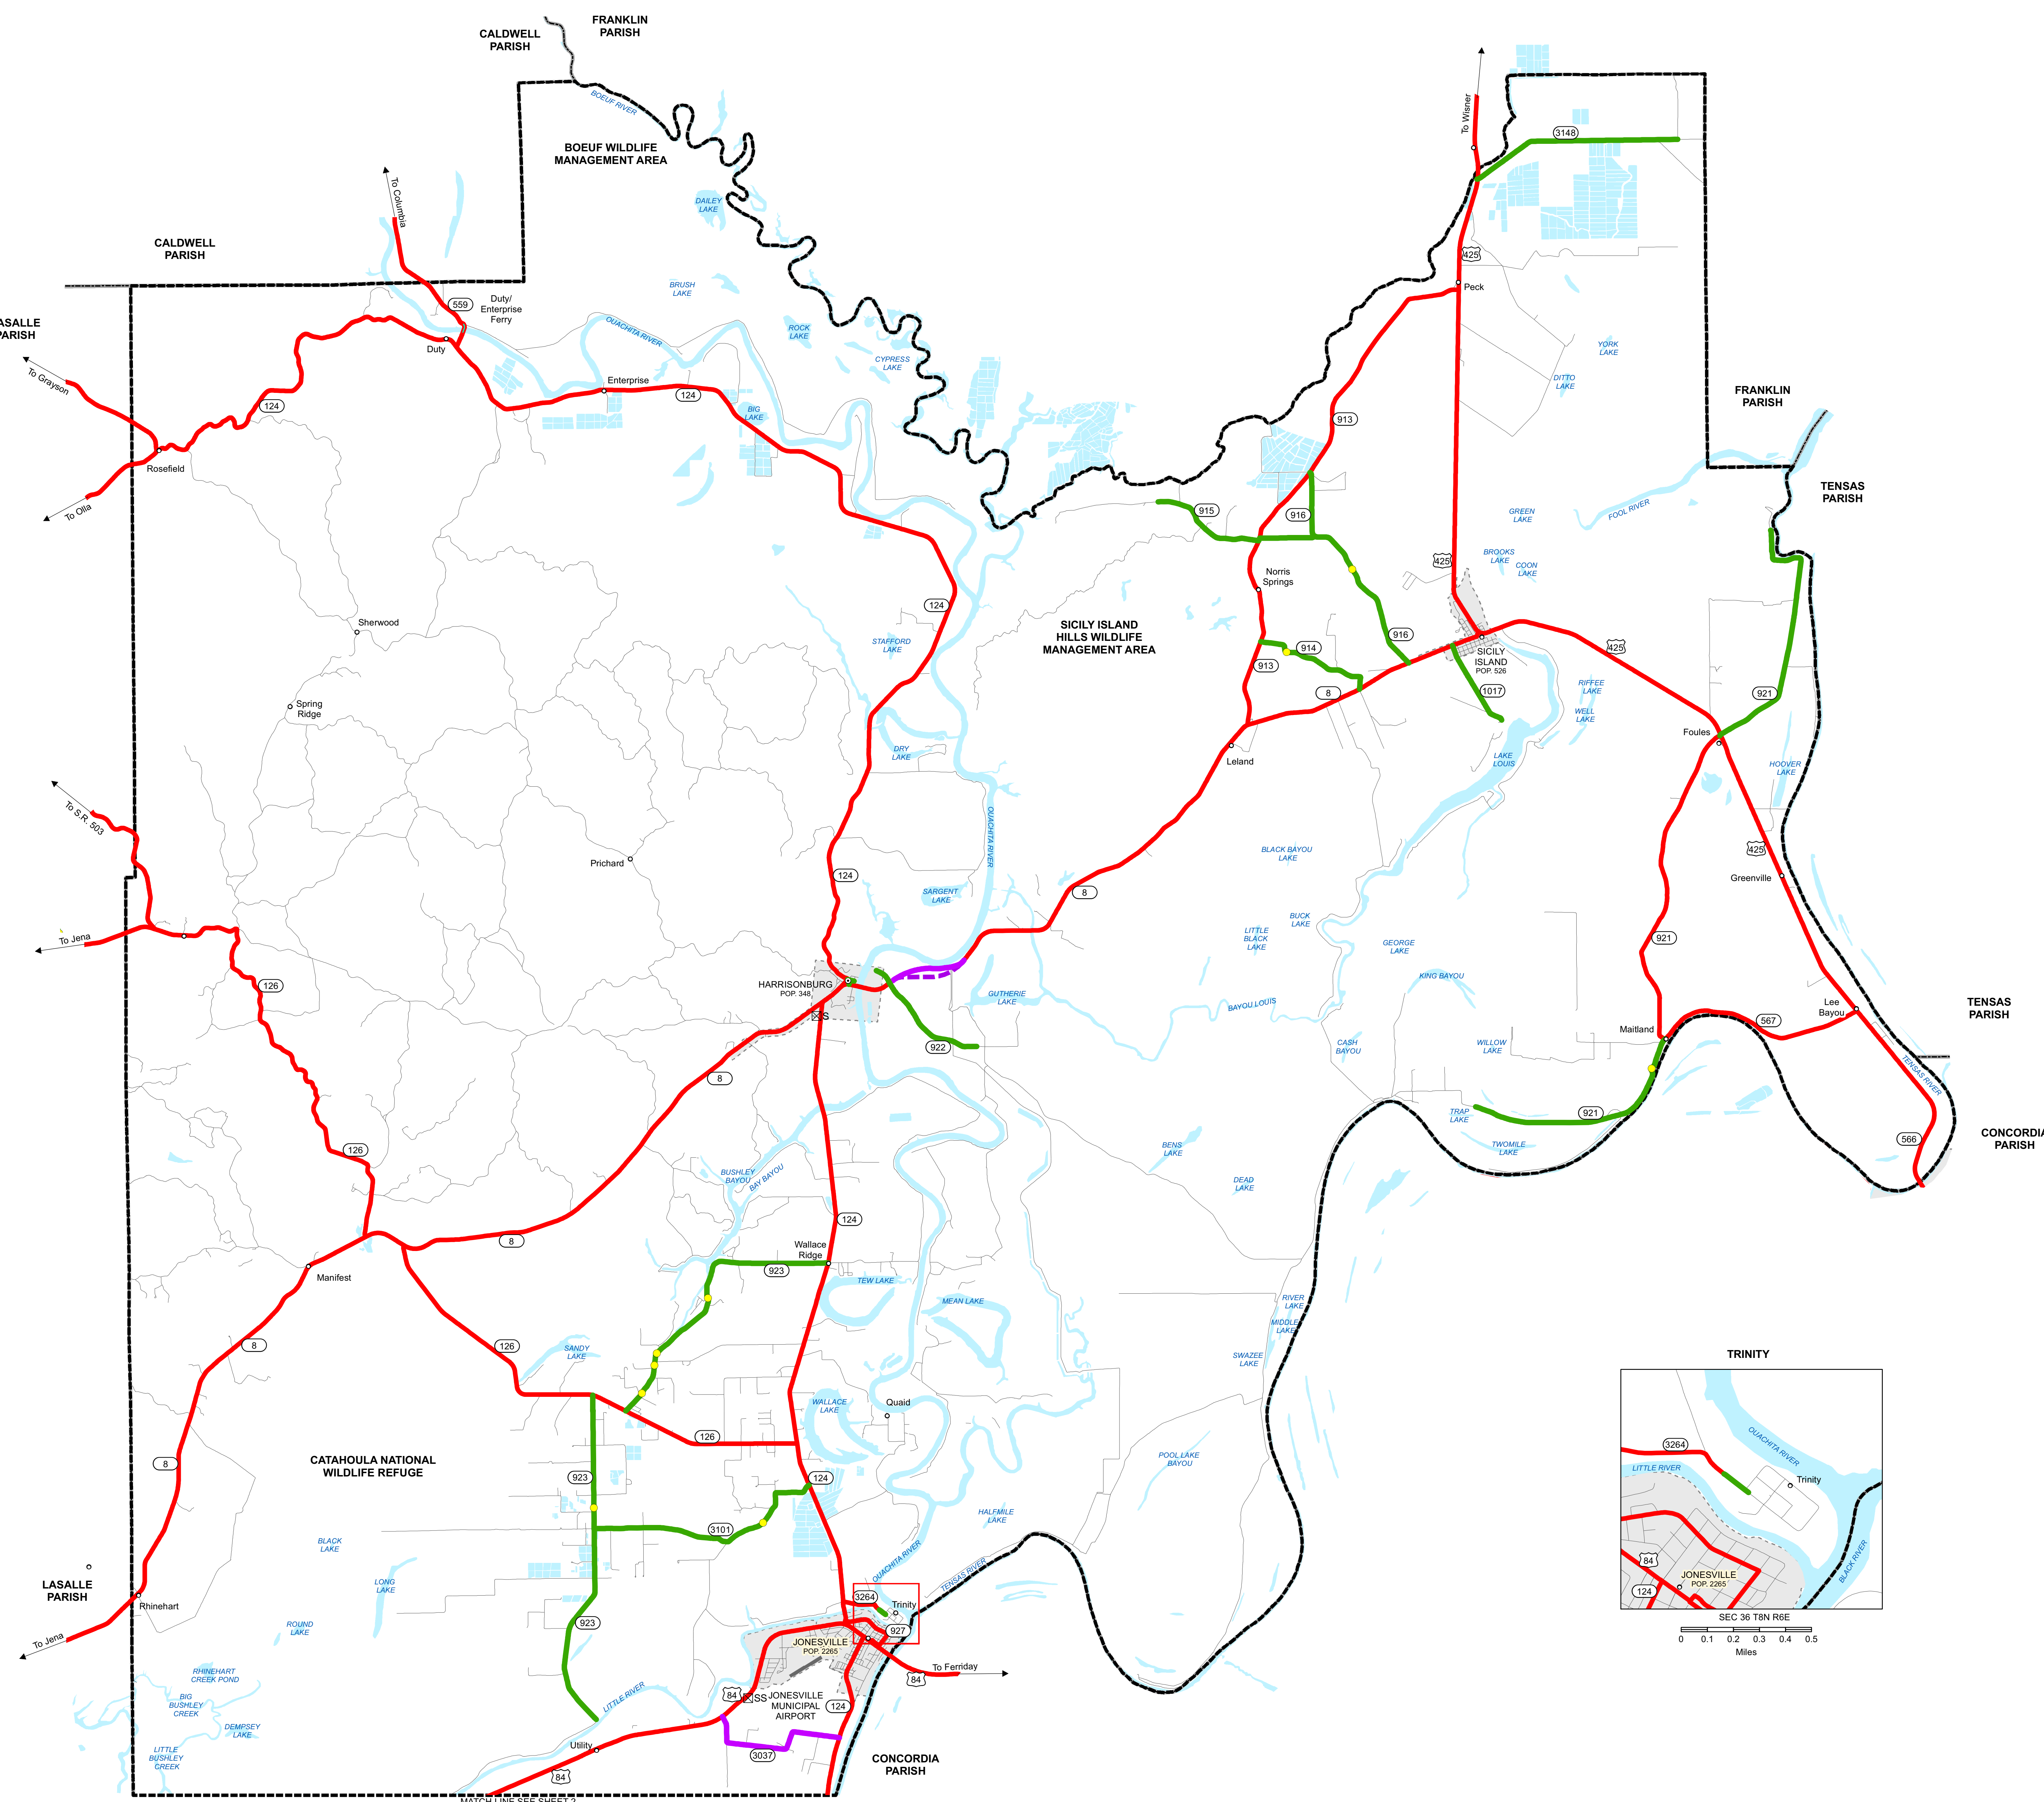 FRANKLIN
PARISH
CALDWELL
PARISH
BOEUF RIVER
BOEUF WILDLIFE
MANAGEMENT AREA
To Wisner
3148
DAILEY
LAKE
To Columbia
CALDWELL
PARISH
425
Peck
BRUSH
LAKE
559
Duty/
Enterprise
Ferry
ASALLE
PARISH
OUACHITA RIVER
ROCK
LAKE
Duty
CYPRESS
LAKE
YORK
LAKE
DITTO
LAKE
To Grayson
Enterprise
124
124
BIG
LAKE
913
FRANKLIN
PARISH
Rosefield
To Olla
TENSAS
PARISH
915
916
GREEN
LAKE
FOOL RIVER
425
BROOKS
LAKE
COON
LAKE
Norris
Springs
124
Sherwood
STAFFORD
LAKE
SICILY ISLAND
HILLS WILDLIFE
MANAGEMENT AREA
916
914
913
425
SICILY
ISLAND
POP. 526
8
1017
RIFFEE
LAKE
WELL
LAKE
921
Spring
Ridge
DRY
LAKE
Leland
LAKE
LOUIS
Foules
HOOVER
LAKE
To S.R. 503
OUACHITA RIVER
Prichard
BLACK BAYOU
LAKE
425
Greenville
124
SARGENT
LAKE
8
BUCK
LAKE
LITTLE
BLACK
LAKE
GEORGE
LAKE
921
To Jena
KING BAYOU
126
HARRISONBURG
POP. 348
GUTHERIE
LAKE
BAYOU LOUIS
Lee
Bayou
TENSAS
PARISH
S
567
Maitland
922
CASH
BAYOU
WILLOW
LAKE
8
TENSAS RIVER
TRAP
LAKE
921
566
CONCORDIA
PARISH
126
BENS
LAKE
TWOMILE
LAKE
BUSHLEY
BAYOU
BAY BAYOU
DEAD
LAKE
124
8
Wallace
Ridge
923
Manifest
TEW LAKE
MEAN LAKE
RIVER
LAKE
MIDDLE
LAKE
8
126
SANDY
LAKE
SWAZEE
LAKE
TRINITY
WALLACE
LAKE
Quaid
126
CATAHOULA NATIONAL
WILDLIFE REFUGE
8
923
124
POOL LAKE
BAYOU
3264
OUACHITA RIVER
LITTLE RIVER
Trinity
HALFMILE
LAKE
3101
BLACK
LAKE
OUACHITA RIVER
TENSAS RIVER
84
JONESVILLE
POP. 2265
124
BLACK RIVER
LASALLE
PARISH
LONG
LAKE
Rhinehart
3264
Trinity
SEC 36 T8N R6E
0 0.1 0.2 0.3 0.4 0.5
Miles
ROUND
LAKE
923
927
JONESVILLE
POP. 2265
To Jena
To Ferriday
84
RHINEHART
CREEK POND
LITTLE RIVER
84
SS
JONESVILLE
MUNICIPAL
AIRPORT
124
BIG
BUSHLEY
CREEK
DEMPSEY
LAKE
Utility
3037
LITTLE
BUSHLEY
CREEK
CONCORDIA
PARISH
84
MATCH LINE SEE SHEET 2